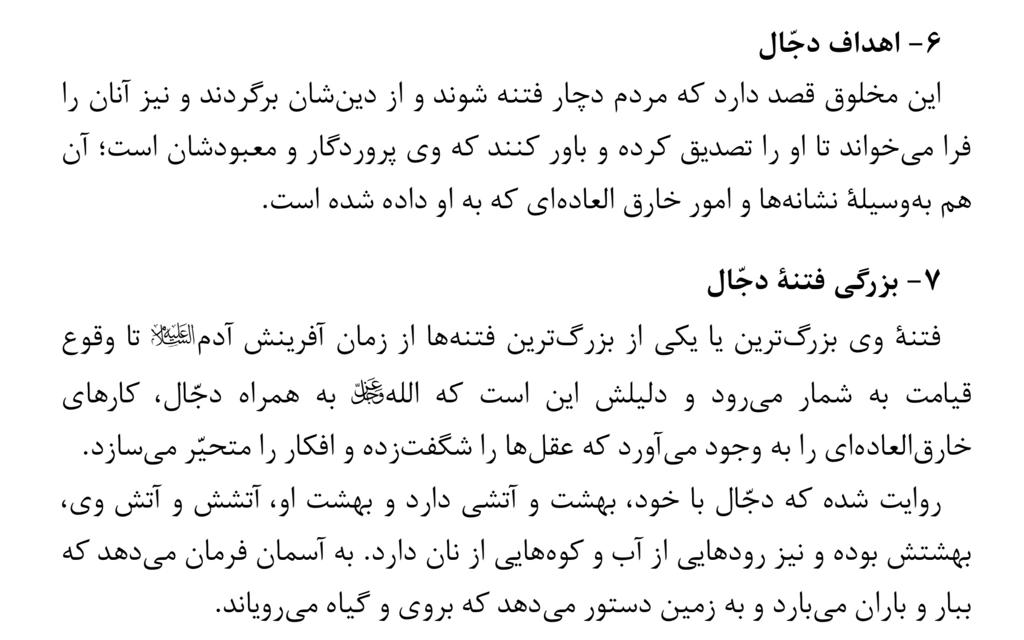 ۶- اهداف دجّال
این مخلوق قصد دارد که مردم دچار فتنه شوند و از دین‌شان برگردند و نیز آنان را
فرا می‌خواند تا او را تصدیق کرده و باور کنند که وی پروردگار و معبودشان است؛ آن
هم به‌وسیلۀ نشانه‌ها و امور خارق العاده‌ای که به او داده شده است.
۷- بزرگی فتنۀ دجّال
فتنۀ وی بزرگ‌ترین یا یکی از بزرگ‌ترین فتنه‌ها از زمان آفرینش آدم علیه‌السلام تا وقوع
قیامت به شمار می‌رود و دلیلش این است که الله عزوجل به همراه دجّال، کارهای
خارق‌العاده‌ای را به وجود می‌آورد که عقل‌ها را شگفت‌زده و افکار را متحیّر می‌سازد.
روایت شده که دجّال با خود، بهشت و آتشی دارد و بهشت او، آتشش و آتش وی،
بهشتش بوده و نیز رودهایی از آب و کوه‌هایی از نان دارد. به آسمان فرمان می‌دهد که
ببار و باران می‌بارد و به زمین دستور می‌دهد که بروی و گیاه می‌رویاند.